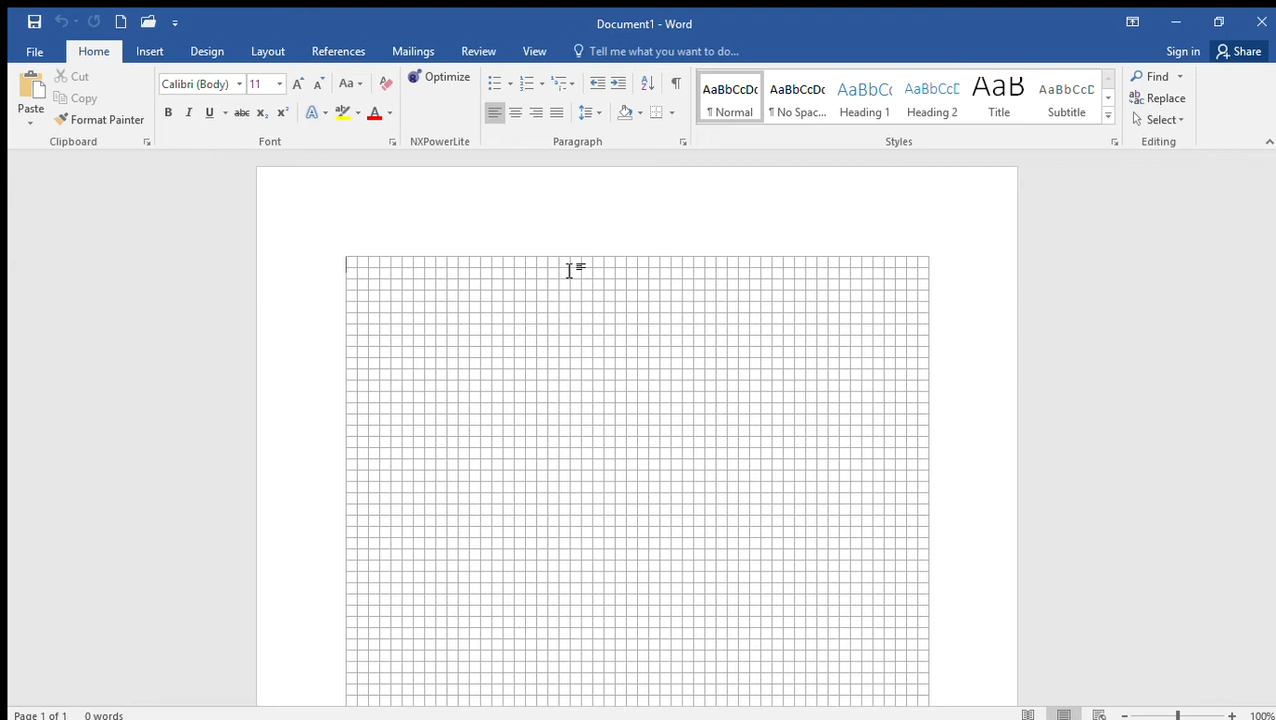 Document1 - Word
File Home Insert Design Layout References Mailings Review View Tell me what you want to do... Sign in Share
Paste
Cut
Copy
Format Painter
Clipboard
Calibri (Body) 11
Aa
B I U abc x₂ x² A A
Font
Optimize
NXPowerLite
Paragraph
AaBbCcDc AaBbCcDc AaBbCc AaBbCcD AaB AaBbCcD
¶ Normal ¶ No Spac... Heading 1 Heading 2 Title Subtitle
Styles
Find
Replace
Select
Editing
Page 1 of 1 0 words 100%